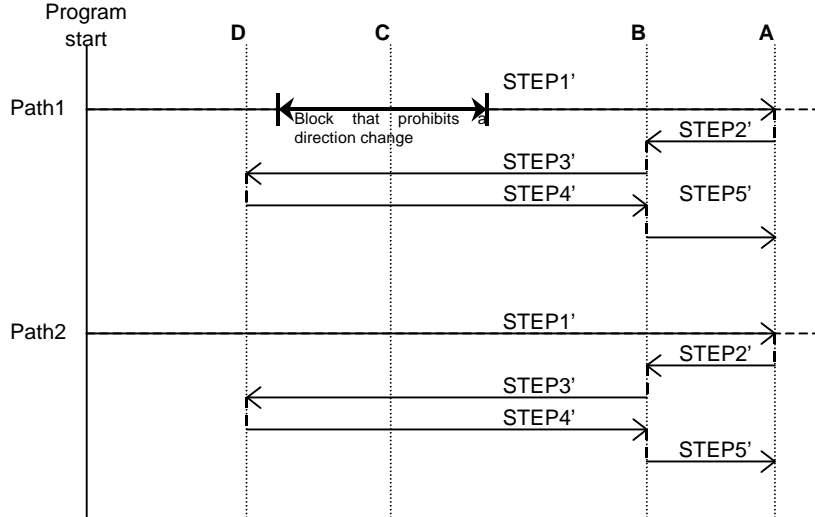 Program
start
D
C
B
A
STEP1’
Path1
Block that prohibits a
direction change
STEP2’
STEP3’
STEP4’
STEP5’
STEP1’
Path2
STEP2’
STEP3’
STEP4’
STEP5’